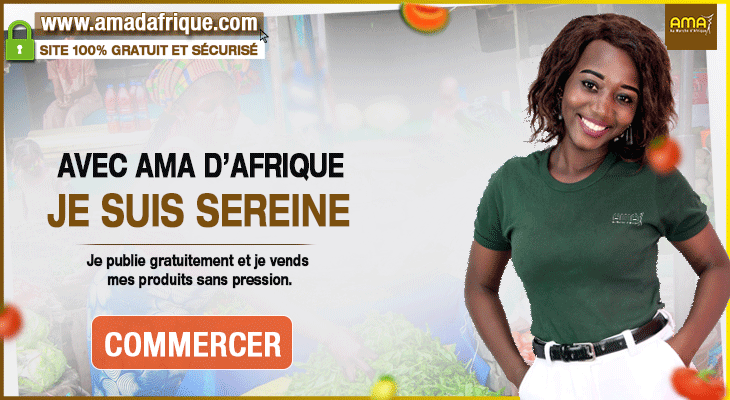 www.amadafrique.com
SITE 100% GRATUIT ET SÉCURISÉ
AMA
Le Marché d'Afrique
AVEC AMA D'AFRIQUE
JE SUIS SEREINE
Je publie gratuitement et je vends
mes produits sans pression.
COMMERCER
AMA